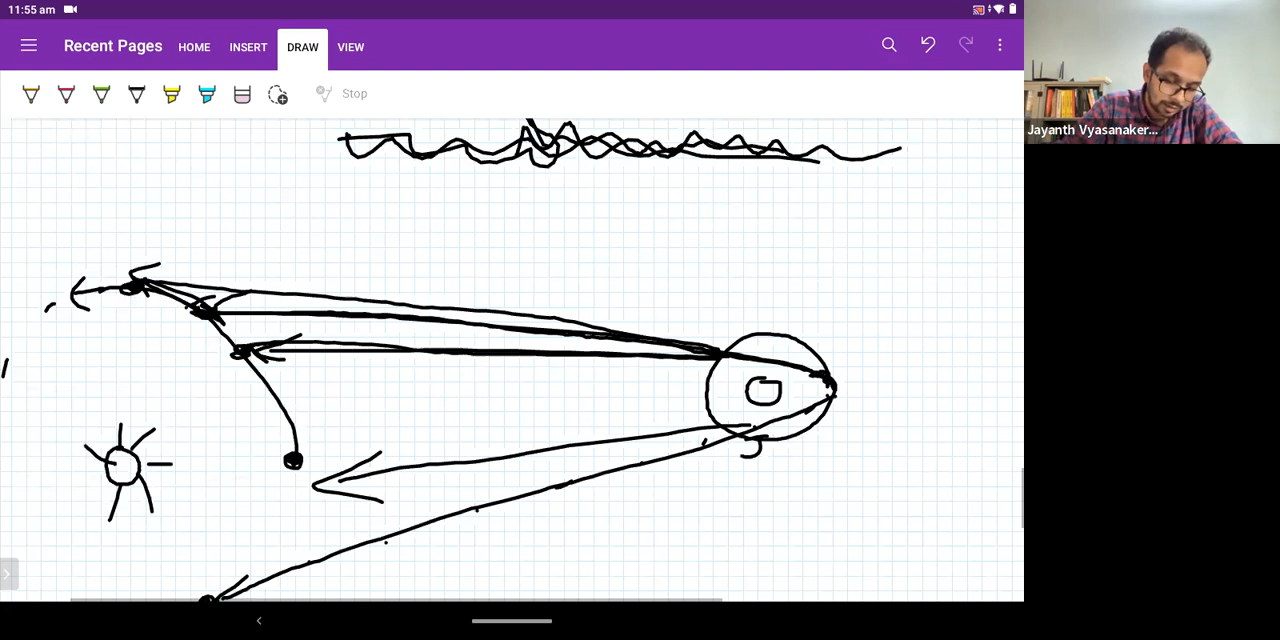 11:55 am
Recent Pages HOME INSERT DRAW VIEW
Stop
Jayanth Vyasanaker...
J